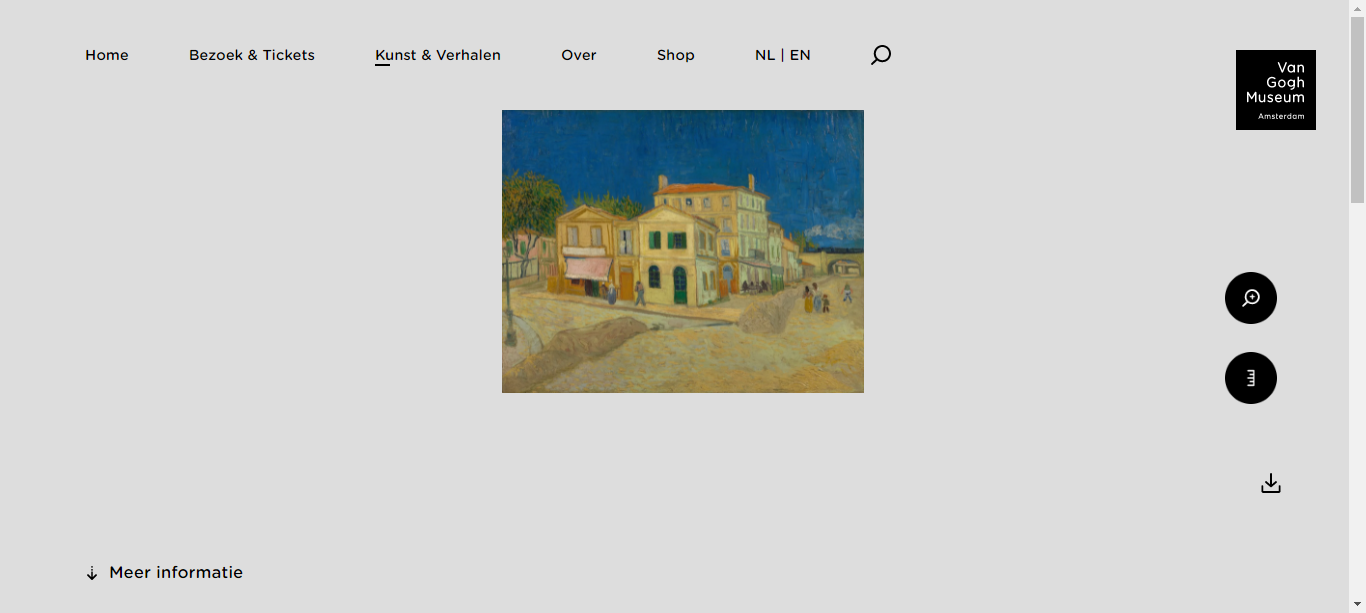 Home
Bezoek & Tickets
Kunst & Verhalen
Over
Shop
NL | EN
Van
Gogh
Museum
Amsterdam
Meer informatie